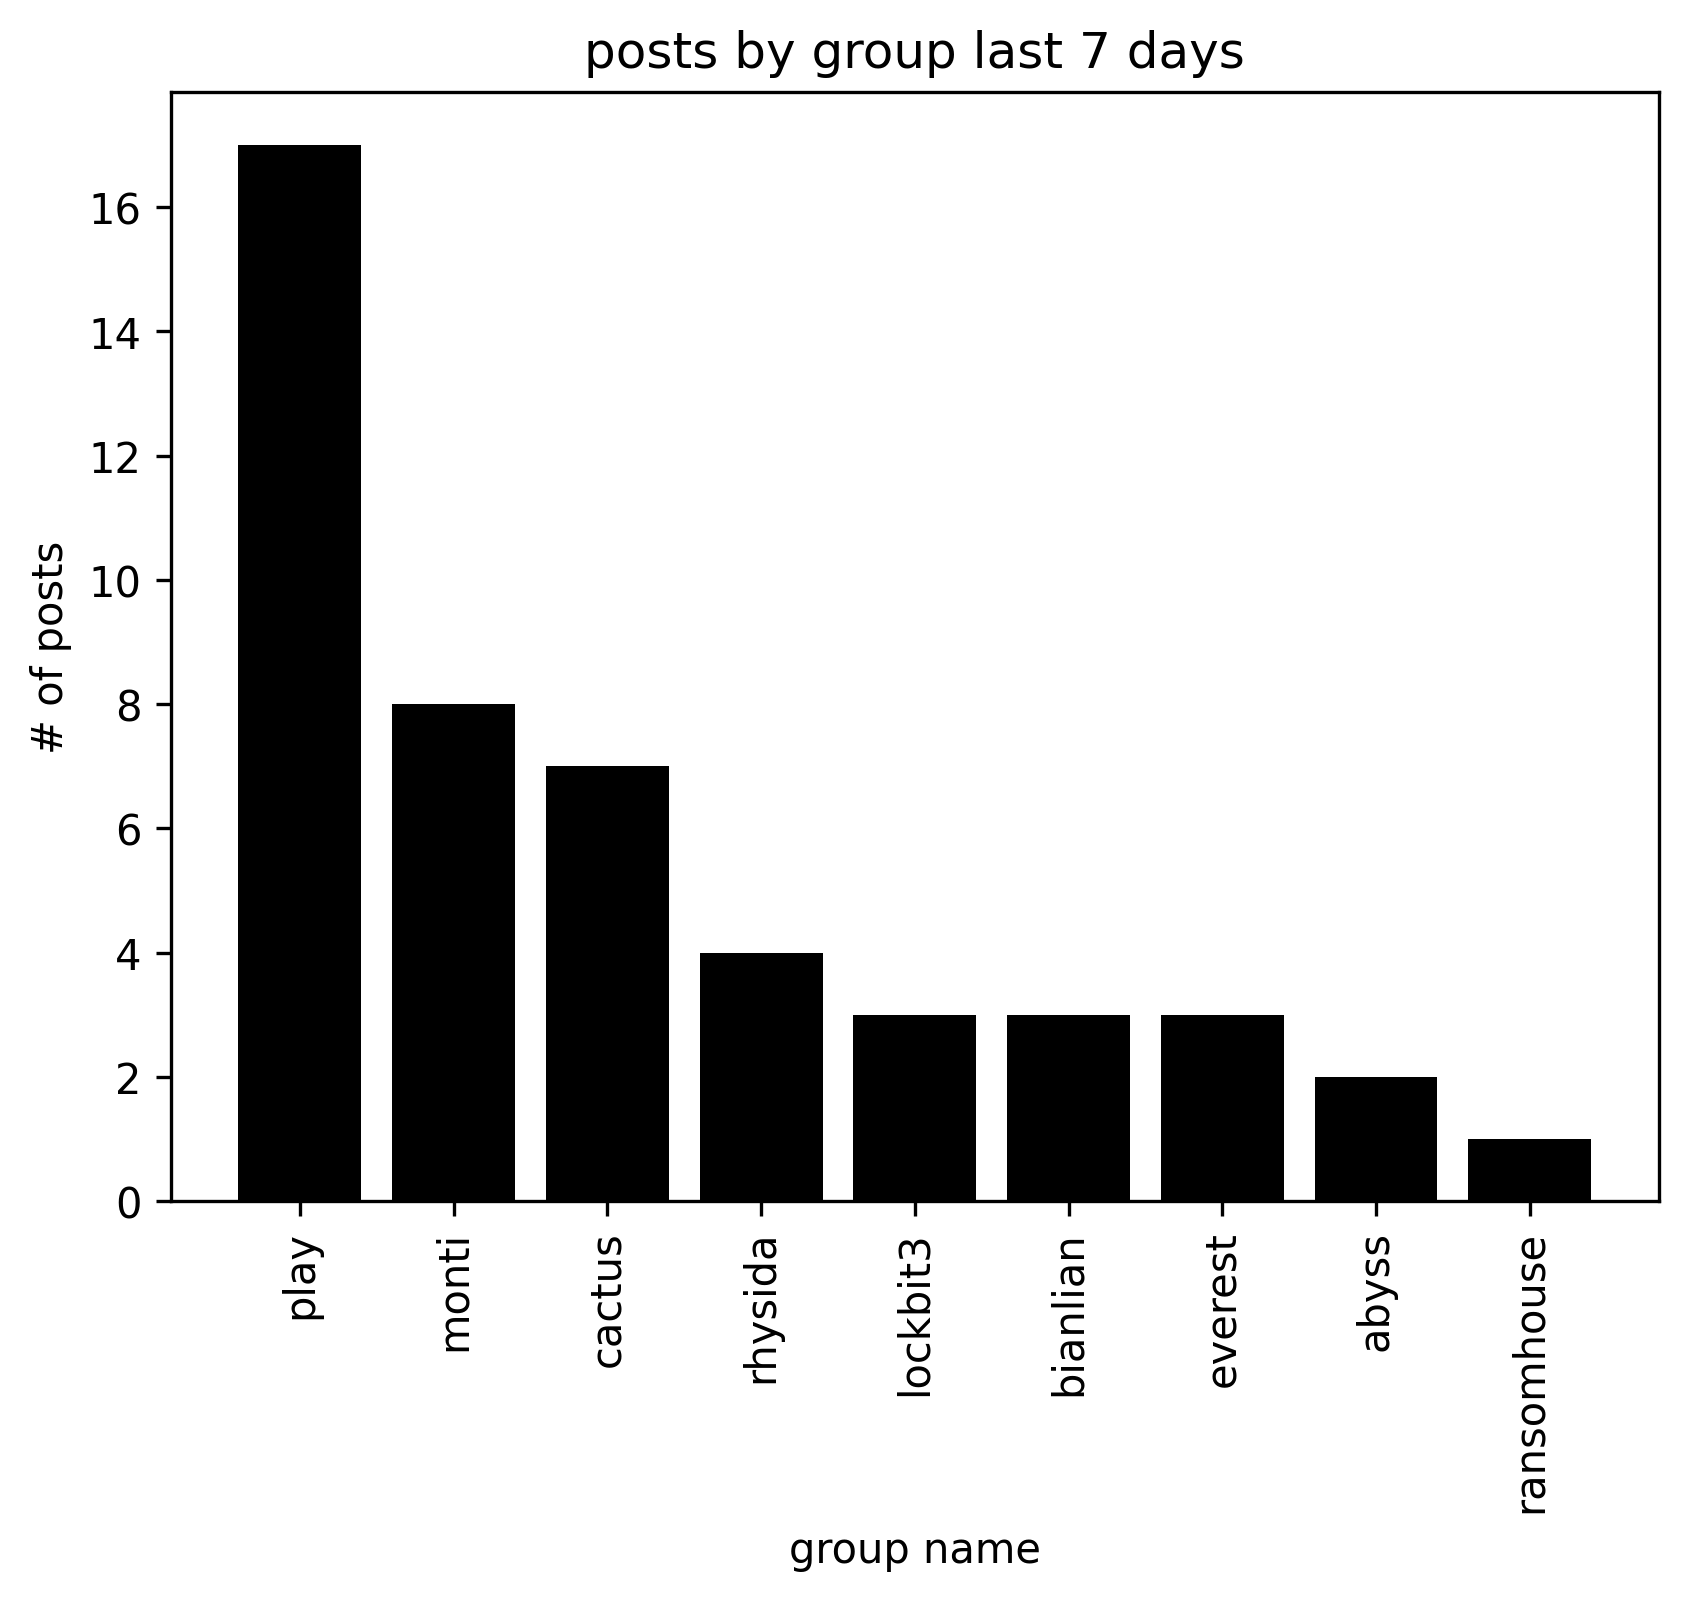 posts by group last 7 days
# of posts
16
14
12
10
8
6
4
2
0
play
monti
cactus
rhysida
lockbit3
bianlian
everest
abyss
ransomhouse
group name